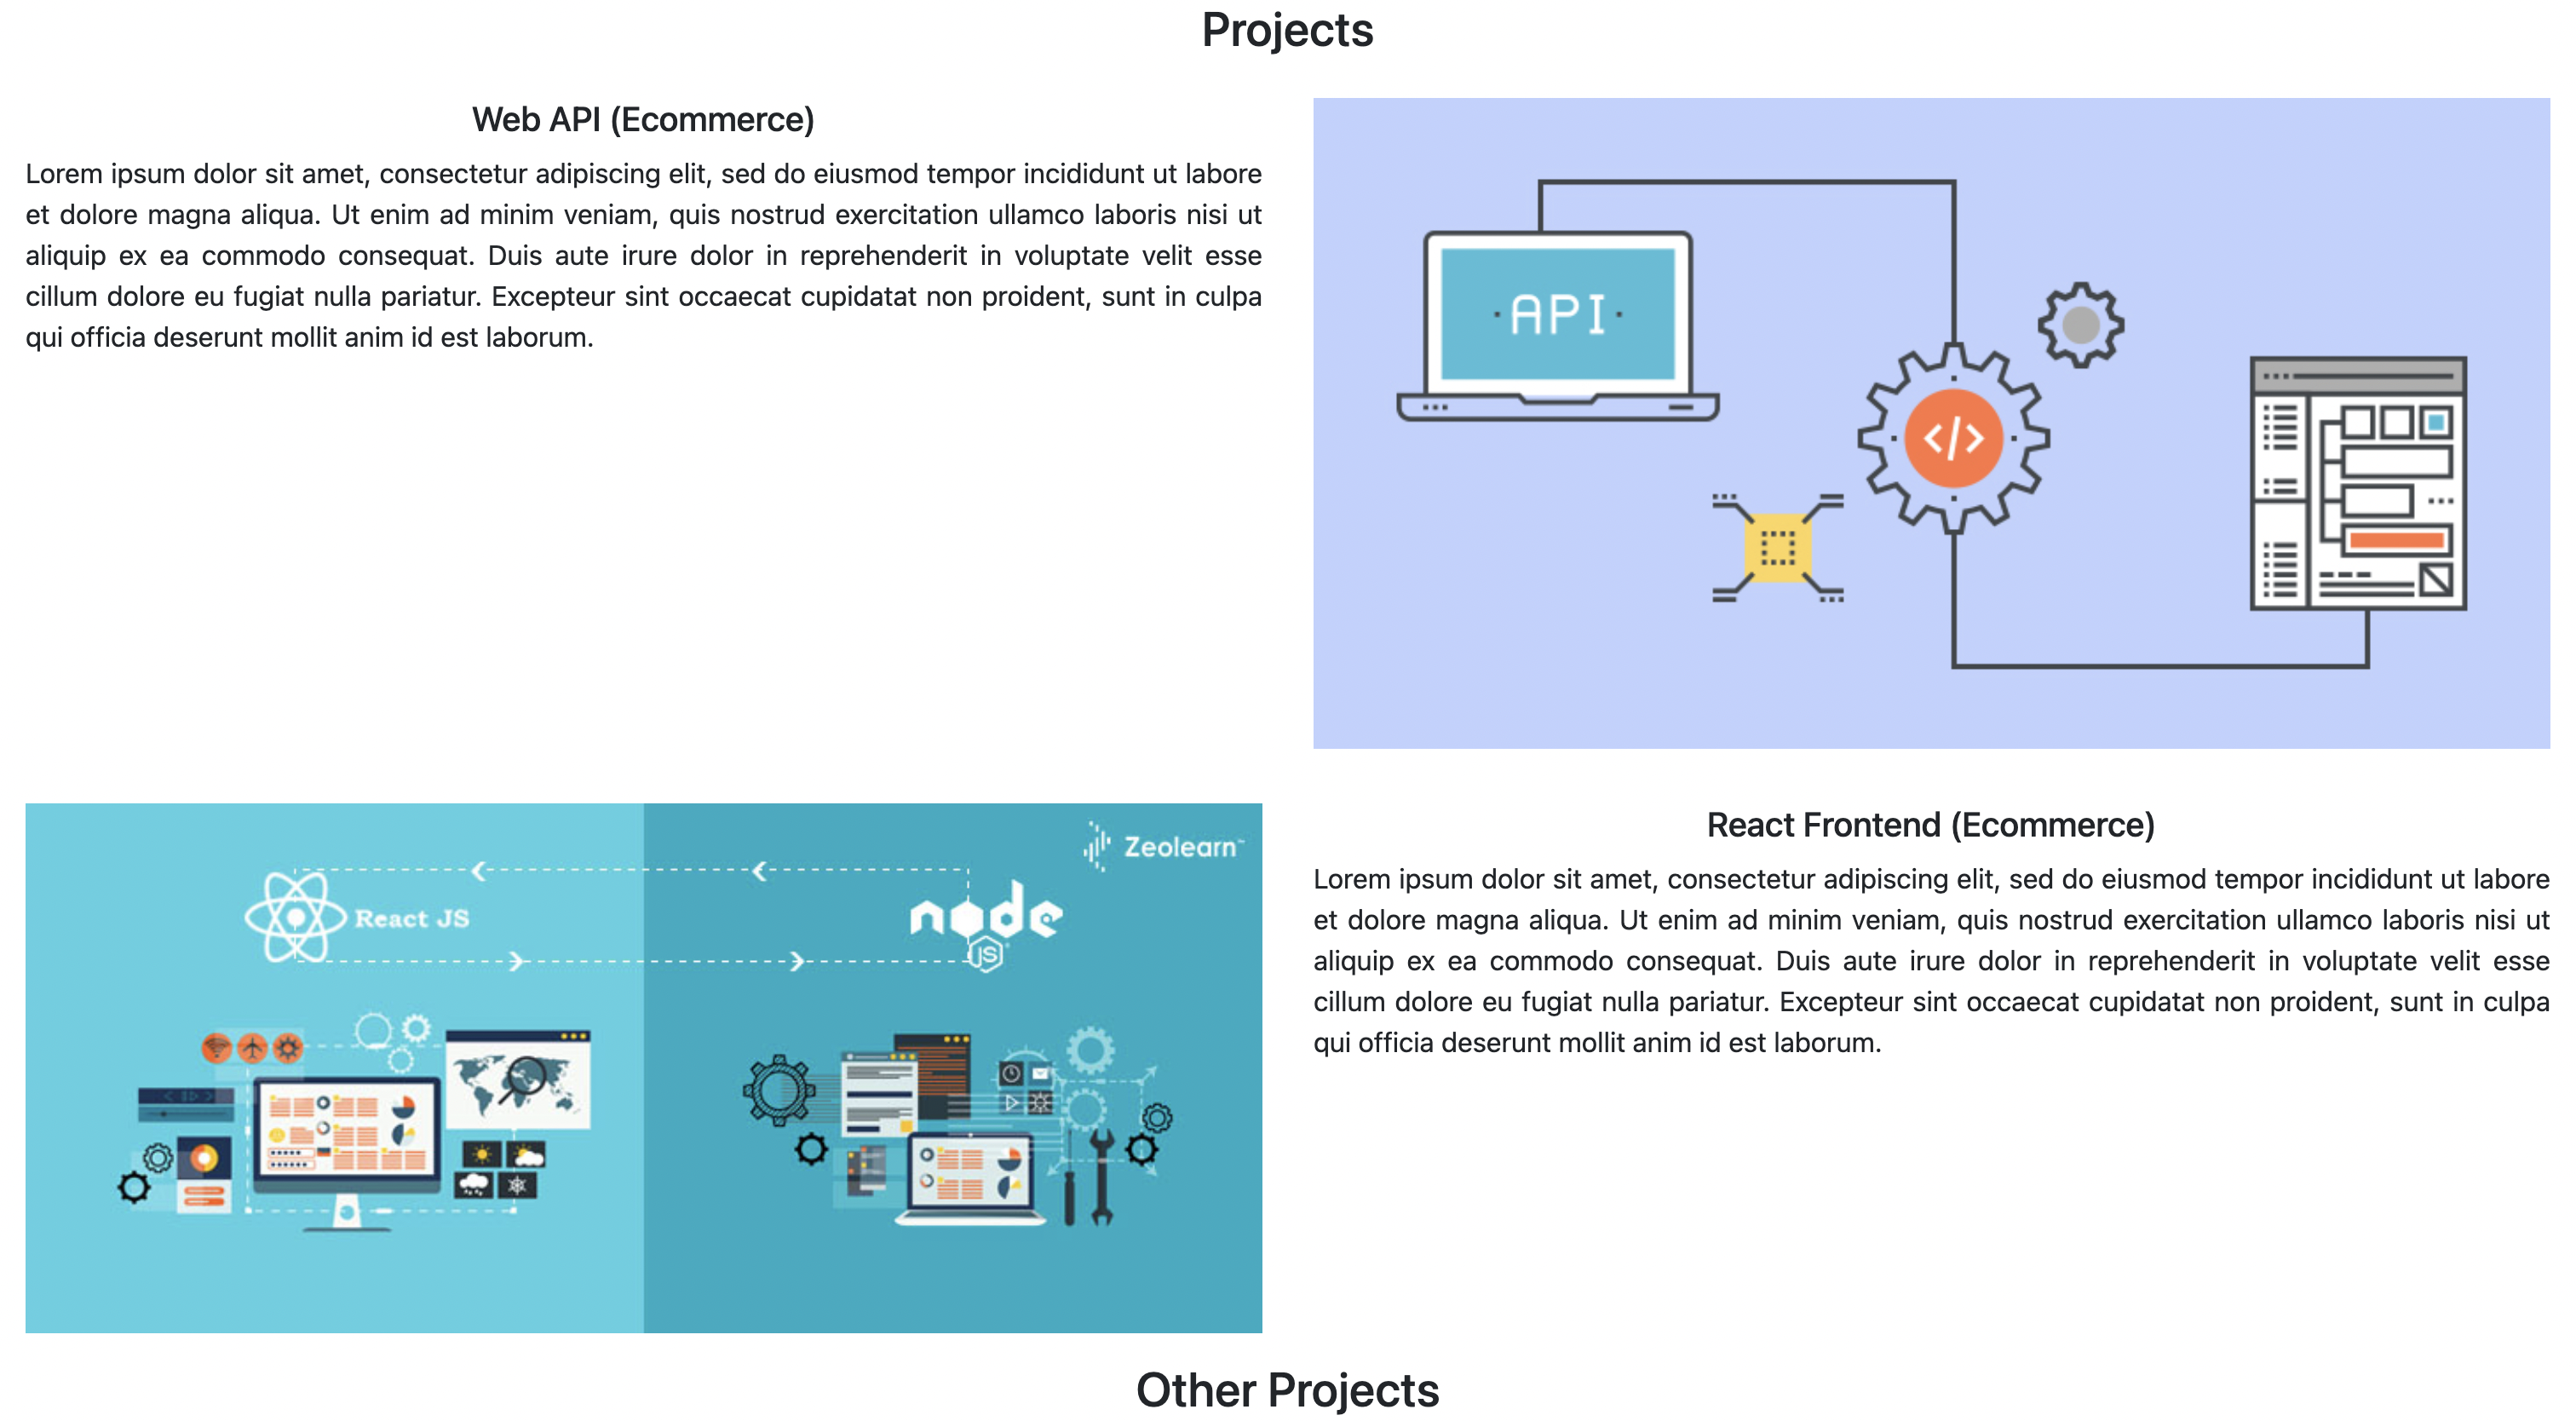 Projects
Web API (Ecommerce)
Lorem ipsum dolor sit amet, consectetur adipiscing elit, sed do eiusmod tempor incididunt ut labore
et dolore magna aliqua. Ut enim ad minim veniam, quis nostrud exercitation ullamco laboris nisi ut
aliquip ex ea commodo consequat. Duis aute irure dolor in reprehenderit in voluptate velit esse
cillum dolore eu fugiat nulla pariatur. Excepteur sint occaecat cupidatat non proident, sunt in culpa
qui officia deserunt mollit anim id est laborum.
·API·
</>
Zeolearn™
React JS
node
JS
React Frontend (Ecommerce)
Lorem ipsum dolor sit amet, consectetur adipiscing elit, sed do eiusmod tempor incididunt ut labore
et dolore magna aliqua. Ut enim ad minim veniam, quis nostrud exercitation ullamco laboris nisi ut
aliquip ex ea commodo consequat. Duis aute irure dolor in reprehenderit in voluptate velit esse
cillum dolore eu fugiat nulla pariatur. Excepteur sint occaecat cupidatat non proident, sunt in culpa
qui officia deserunt mollit anim id est laborum.
Other Projects